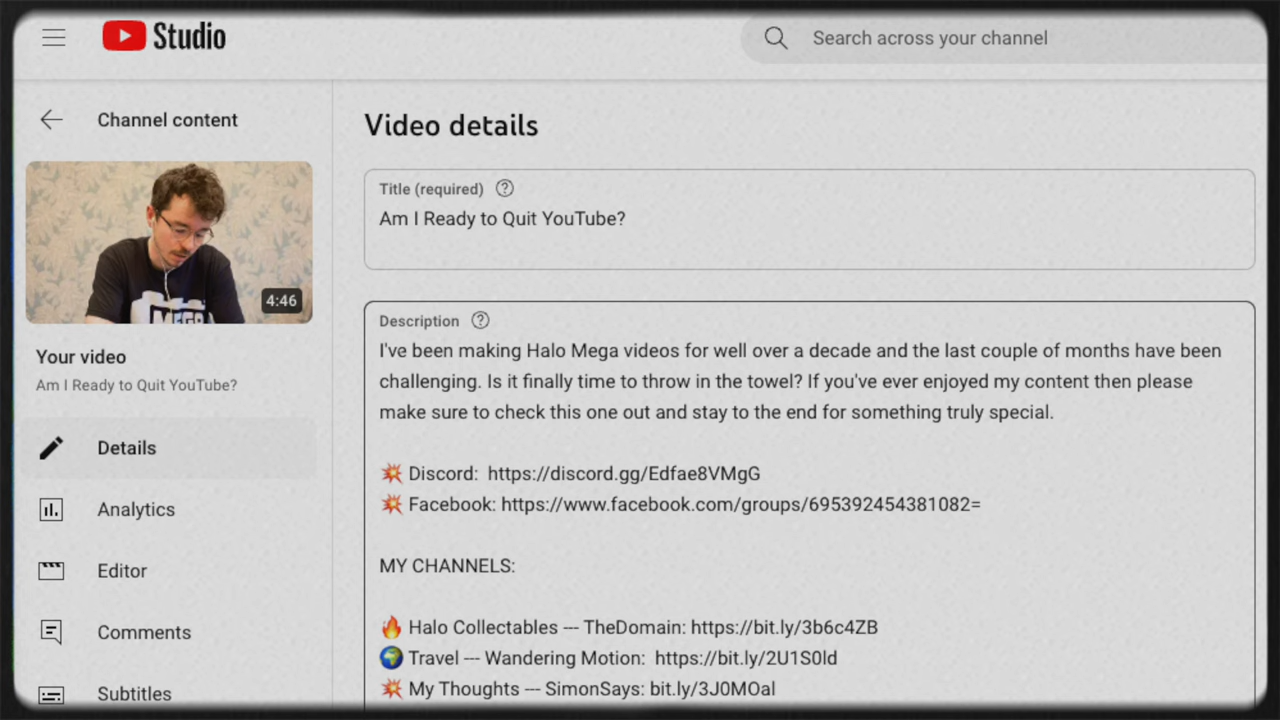 Studio
Search across your channel
Channel content
Video details
Title (required)
Am I Ready to Quit YouTube?
4:46
Description
I've been making Halo Mega videos for well over a decade and the last couple of months have been
challenging. Is it finally time to throw in the towel? If you've ever enjoyed my content then please
make sure to check this one out and stay to the end for something truly special.
Your video
Am I Ready to Quit YouTube?
Details
💥 Discord: https://discord.gg/Edfae8VMgG
💥 Facebook: https://www.facebook.com/groups/695392454381082=
Analytics
MY CHANNELS:
Editor
🔥 Halo Collectables --- TheDomain: https://bit.ly/3b6c4ZB
Comments
🌍 Travel --- Wandering Motion: https://bit.ly/2U1S0ld
💥 My Thoughts --- SimonSays: bit.ly/3J0MOal
Subtitles
MEGA